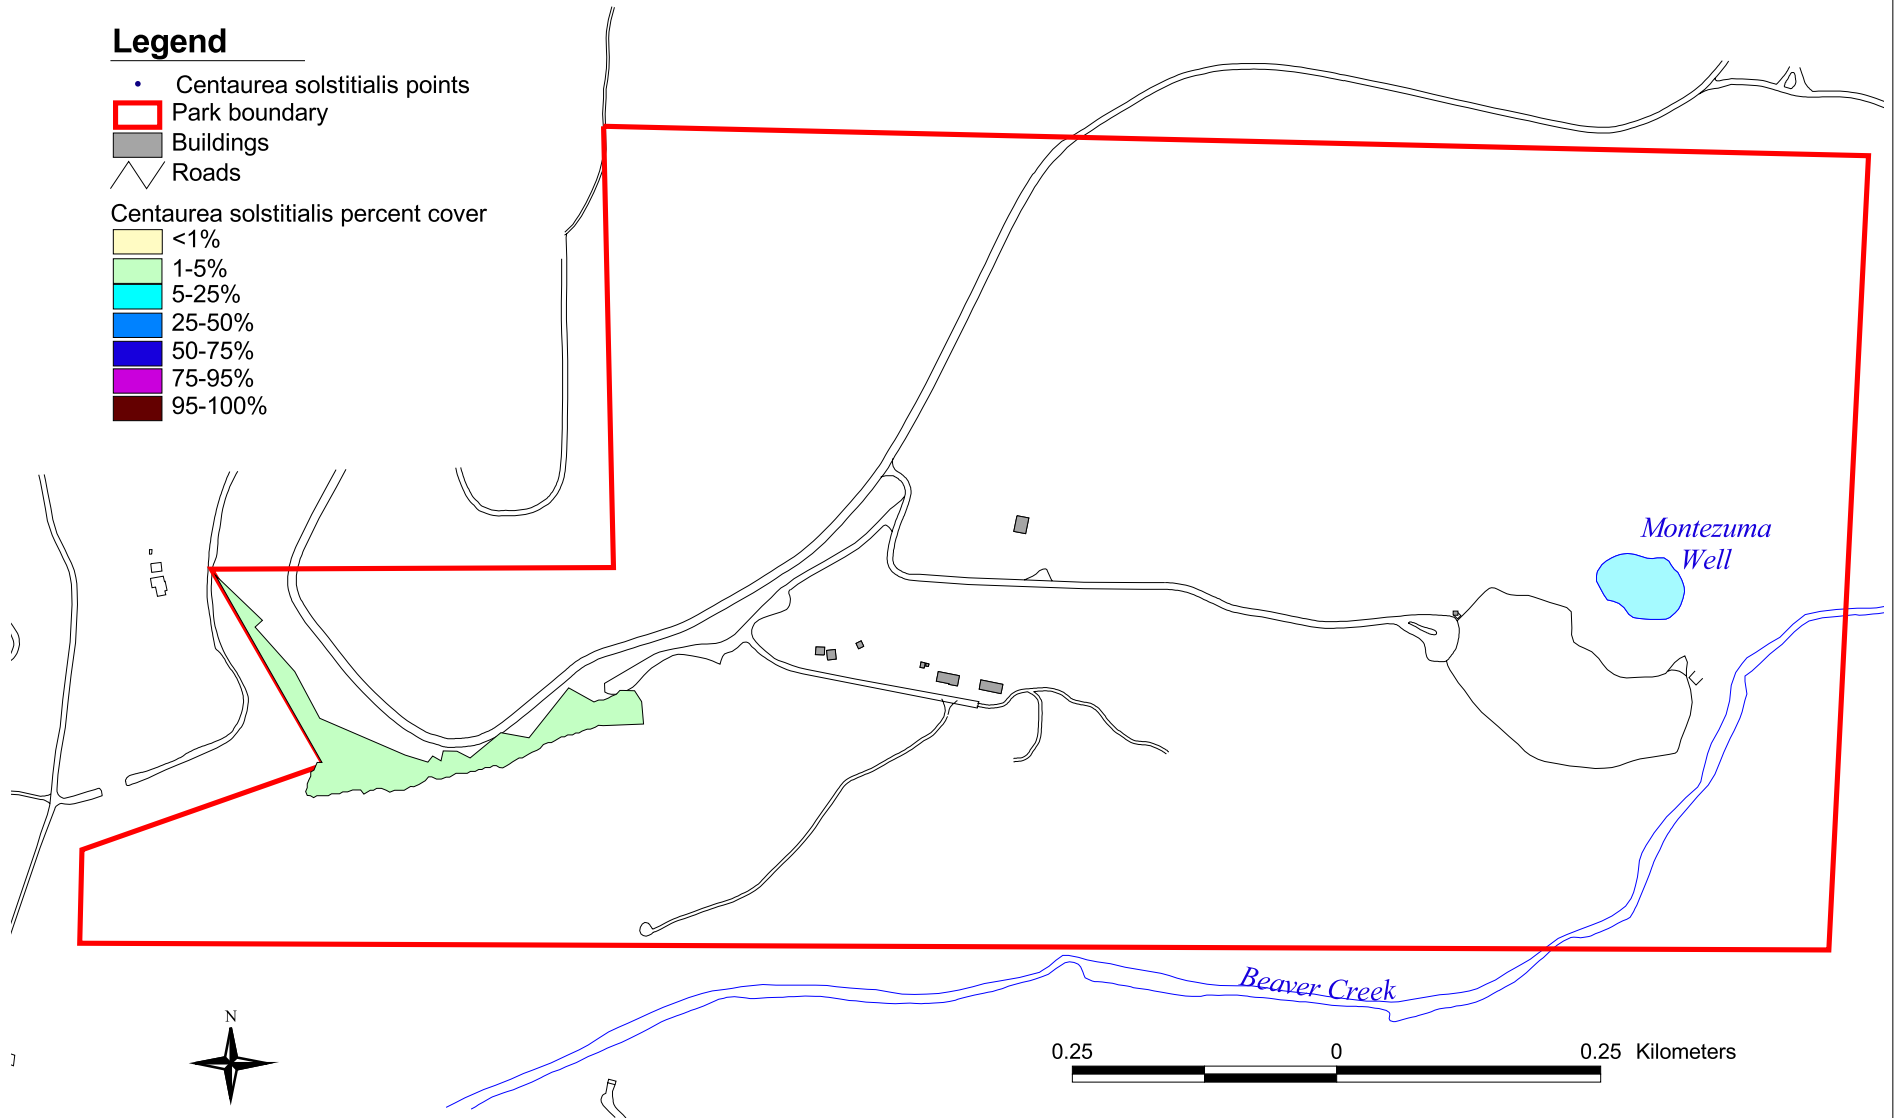 Legend
Centaurea solstitialis points
Park boundary
Buildings
Roads
Centaurea solstitialis percent cover
<1%
1-5%
5-25%
25-50%
50-75%
75-95%
95-100%
Montezuma
Well
Beaver Creek
N
0.25 0 0.25 Kilometers